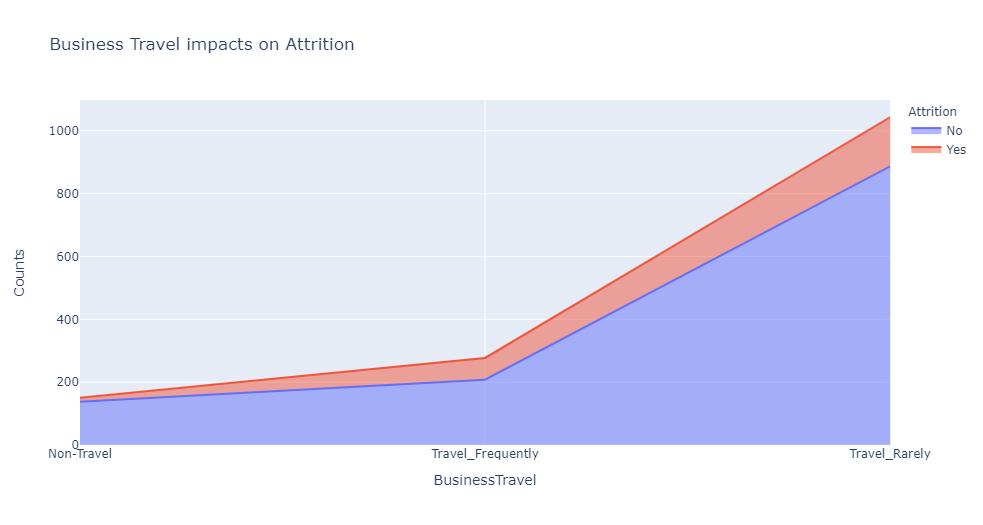 Business Travel impacts on Attrition
Attrition
No
Yes
1000
800
600
400
200
0
Counts
Non-Travel
Travel_Frequently
Travel_Rarely
BusinessTravel